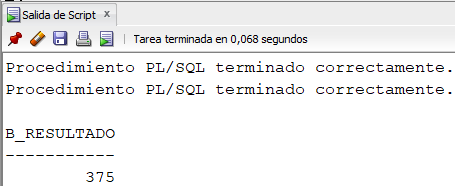 Salida de Script x
Tarea terminada en 0,068 segundos
Procedimiento PL/SQL terminado correctamente.
Procedimiento PL/SQL terminado correctamente.
B_RESULTADO
-----------
375